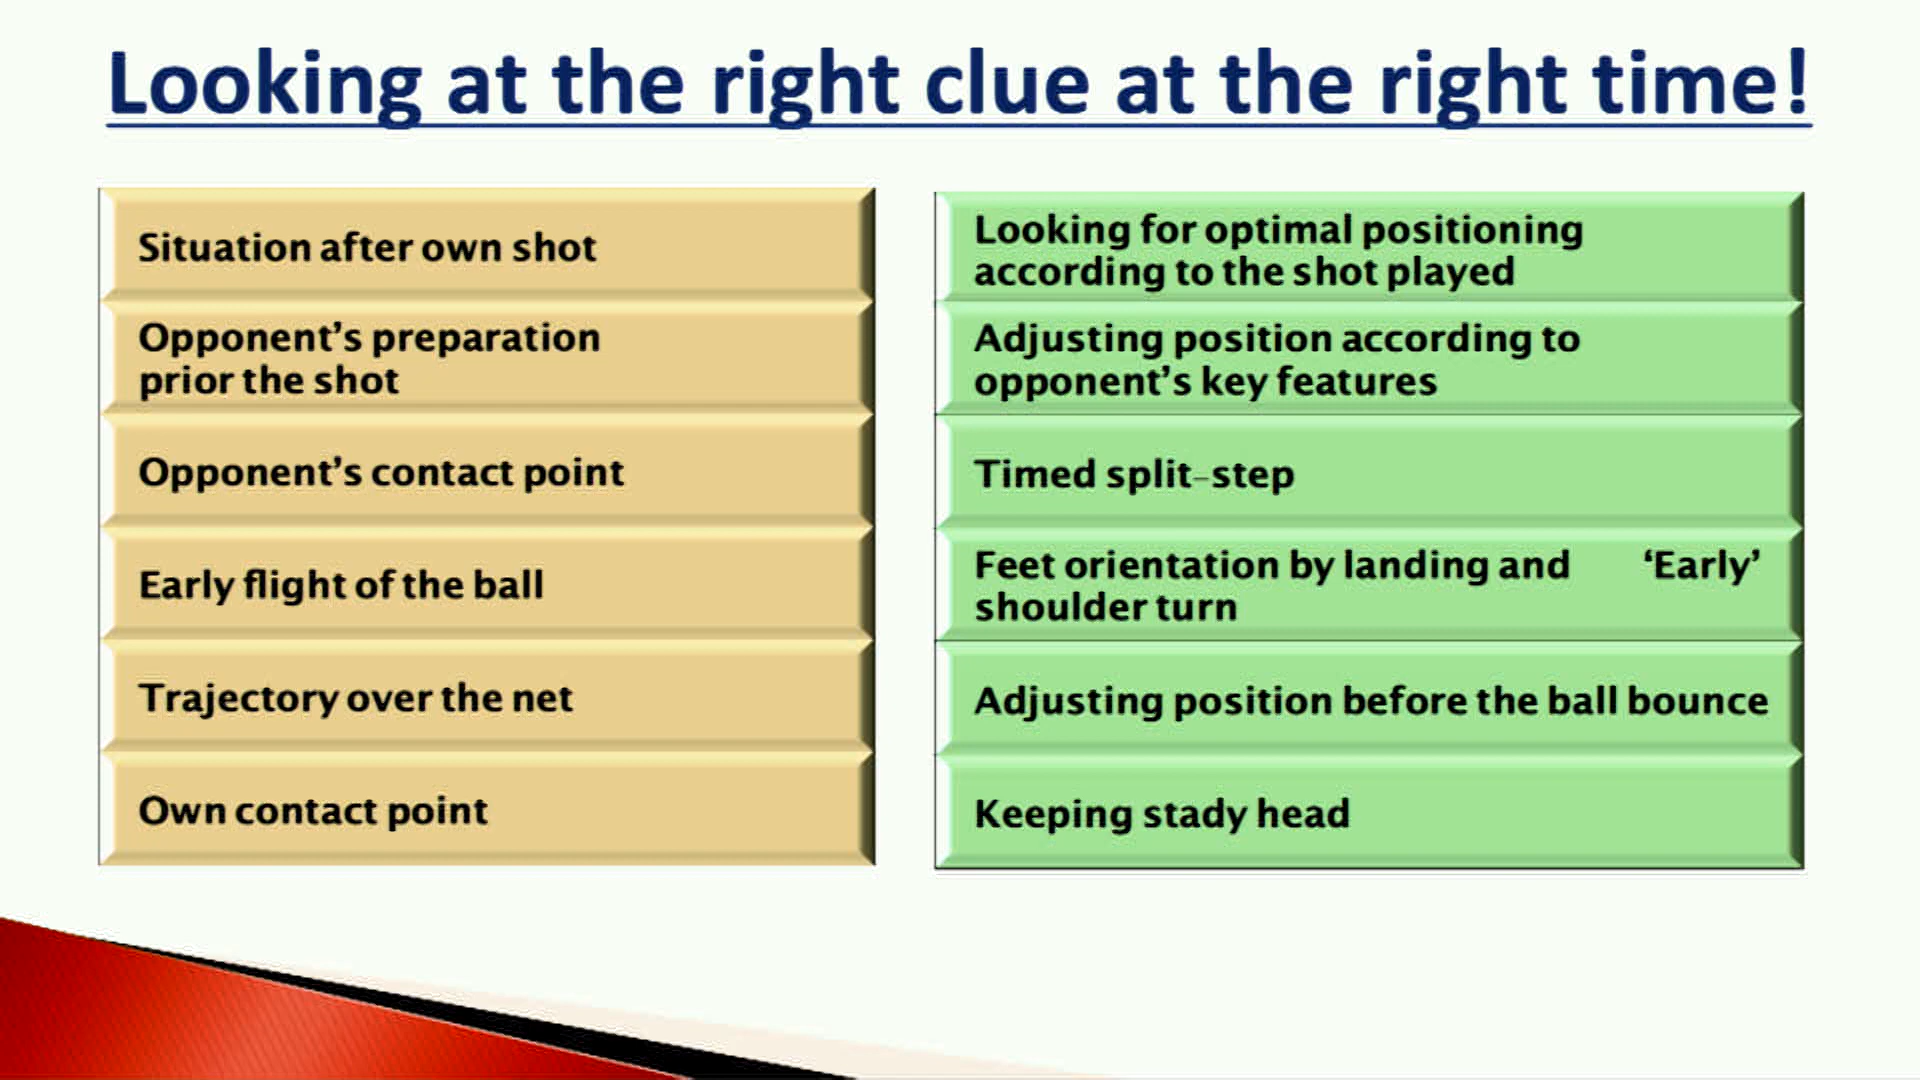 Looking at the right clue at the right time!
Situation after own shot
Looking for optimal positioning
according to the shot played
Opponent’s preparation
prior the shot
Adjusting position according to
opponent’s key features
Opponent’s contact point
Timed split-step
Early flight of the ball
Feet orientation by landing and ‘Early’
shoulder turn
Trajectory over the net
Adjusting position before the ball bounce
Own contact point
Keeping stady head